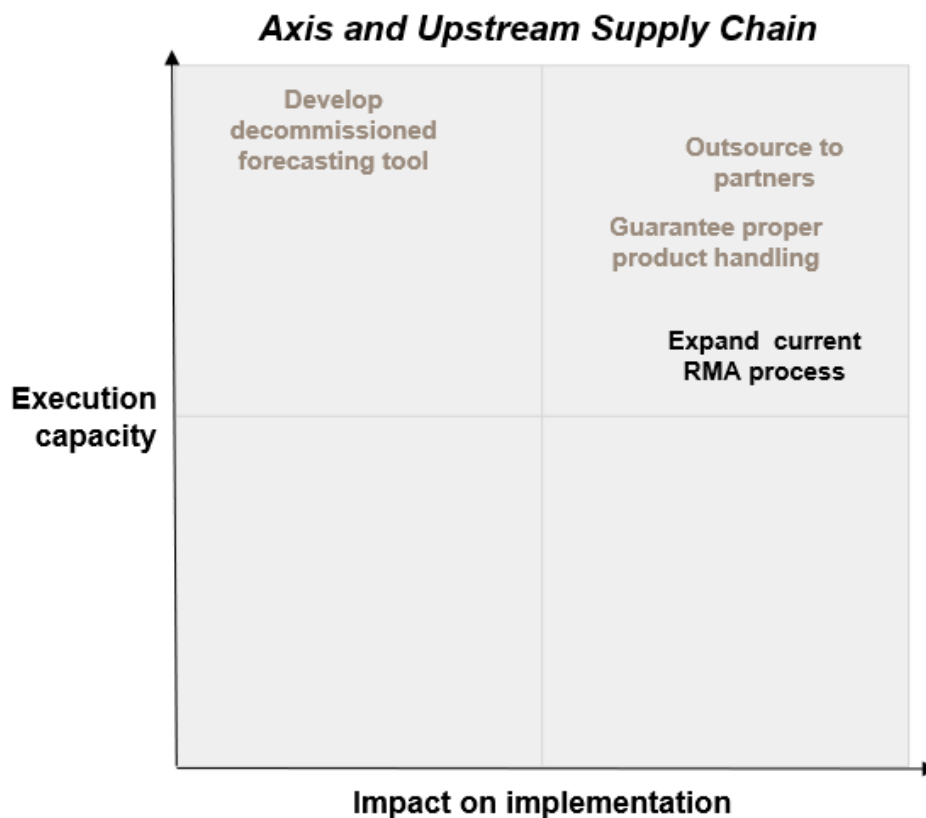 Axis and Upstream Supply Chain
Develop
decommissioned
forecasting tool
Outsource to
partners
Guarantee proper
product handling
Expand current
RMA process
Execution
capacity
Impact on implementation